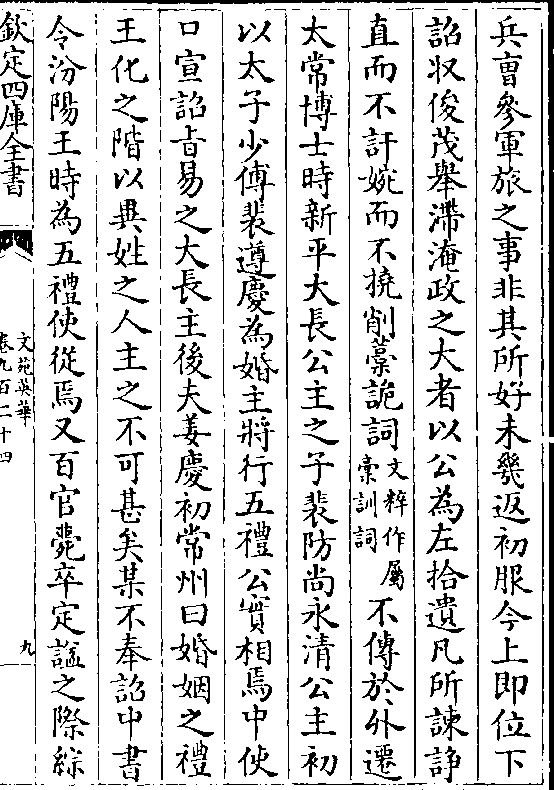 兵曹參軍旅之事非其所好未幾返初服今上即位下
詔収俊茂舉滯淹政之大者以公為左拾遺凡所諫諍
直而不訐婉而不撓削藁詭詞文粹作屬藁訓詞不傳於外遷
太常博士時新平大長公主之子裴防尚永清公主初
以太子少傅裴遵慶為婚主將行五禮公實相焉中使
口宣詔旨易之大長主後夫姜慶初常州曰婚姻之禮
王化之階以異姓之人主之不可甚矣某不奉詔中書
令汾陽王時為五禮使從焉又百官薨卒定諡之際綜
欽定四庫全書
文苑英華
卷九百二十四
九